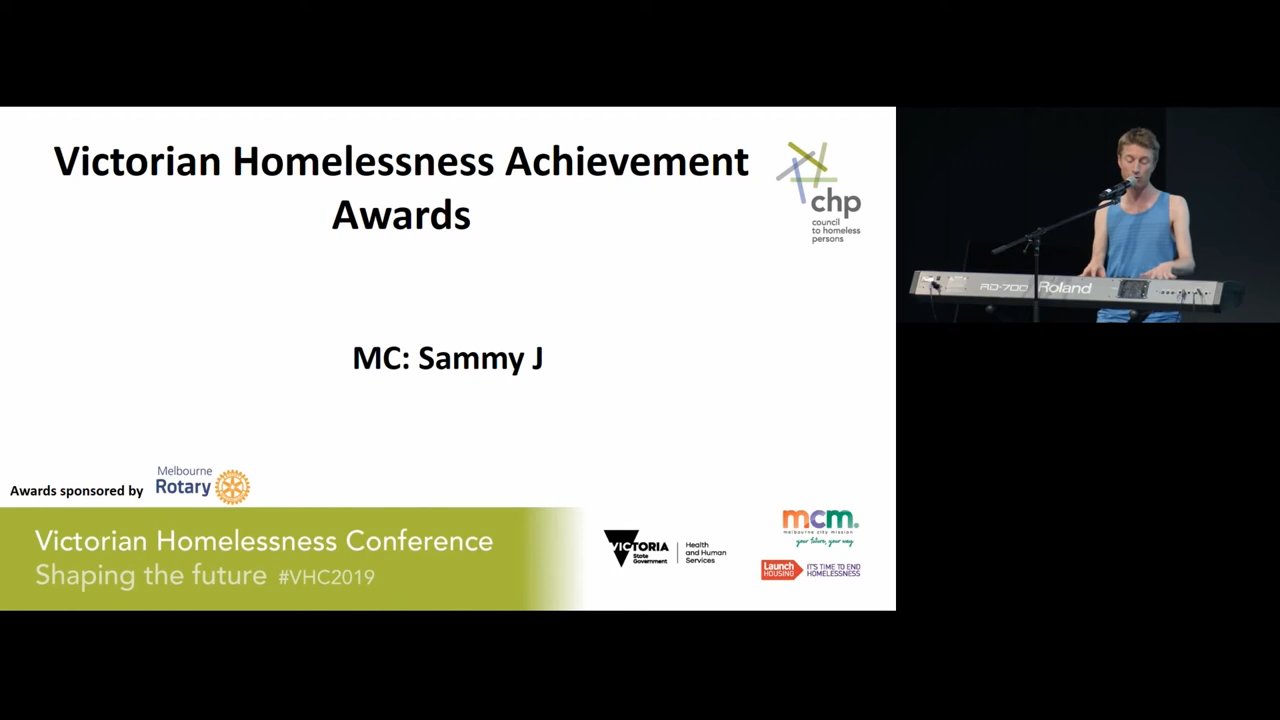 Victorian Homelessness Achievement
Awards
chp
council
to homeless
persons
MC: Sammy J
RD-700 Roland
Awards sponsored by
Melbourne
Rotary
Victorian Homelessness Conference
Shaping the future #VHC2019
VICTORIA
State
Government
Health
and Human
Services
mcm.
melbourne city mission
your future, your way
Launch
HOUSING
IT'S TIME TO END
HOMELESSNESS